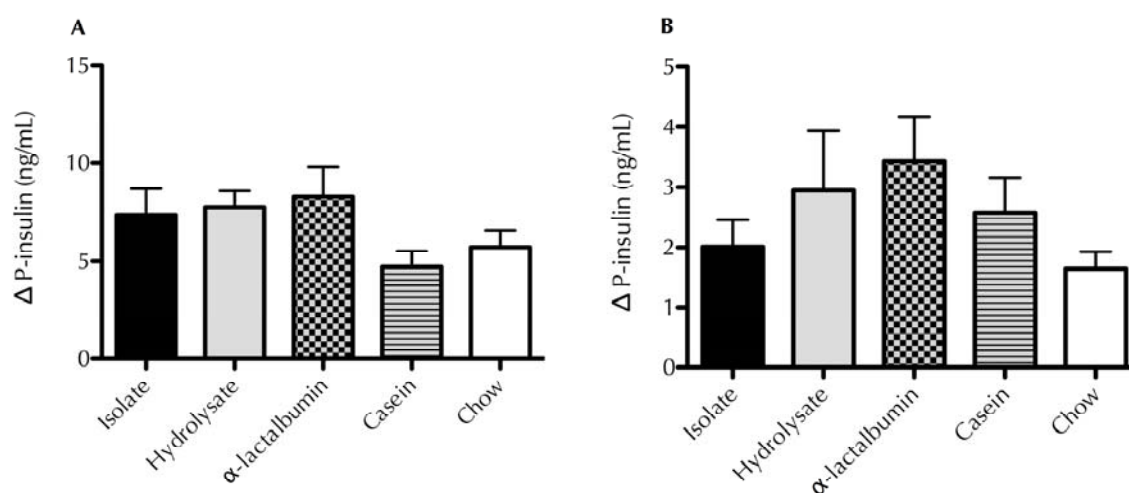 A
Δ P-insulin (ng/mL)
15
10
5
0
Isolate
Hydrolysate
α-lactalbumin
Casein
Chow
B
Δ P-insulin (ng/mL)
5
4
3
2
1
0
Isolate
Hydrolysate
α-lactalbumin
Casein
Chow